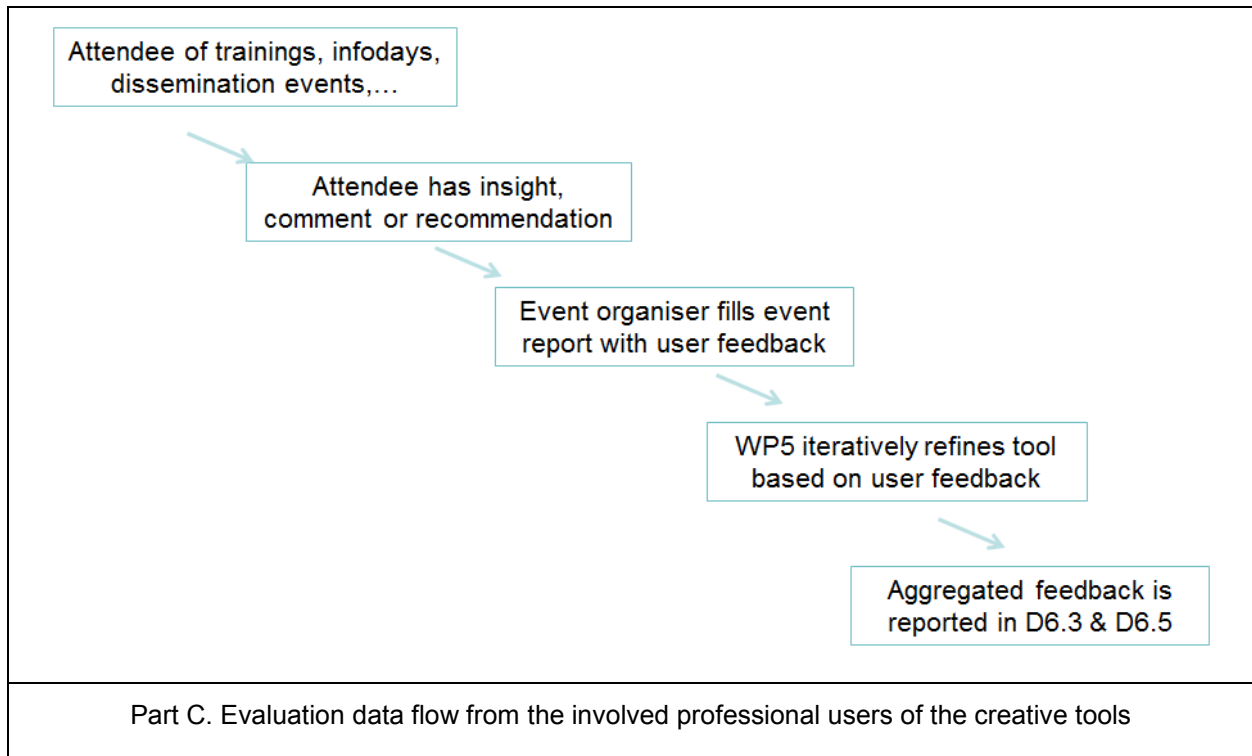 Attendee of trainings, infodays,
dissemination events,…
Attendee has insight,
comment or recommendation
Event organiser fills event
report with user feedback
WP5 iteratively refines tool
based on user feedback
Aggregated feedback is
reported in D6.3 & D6.5
Part C. Evaluation data flow from the involved professional users of the creative tools